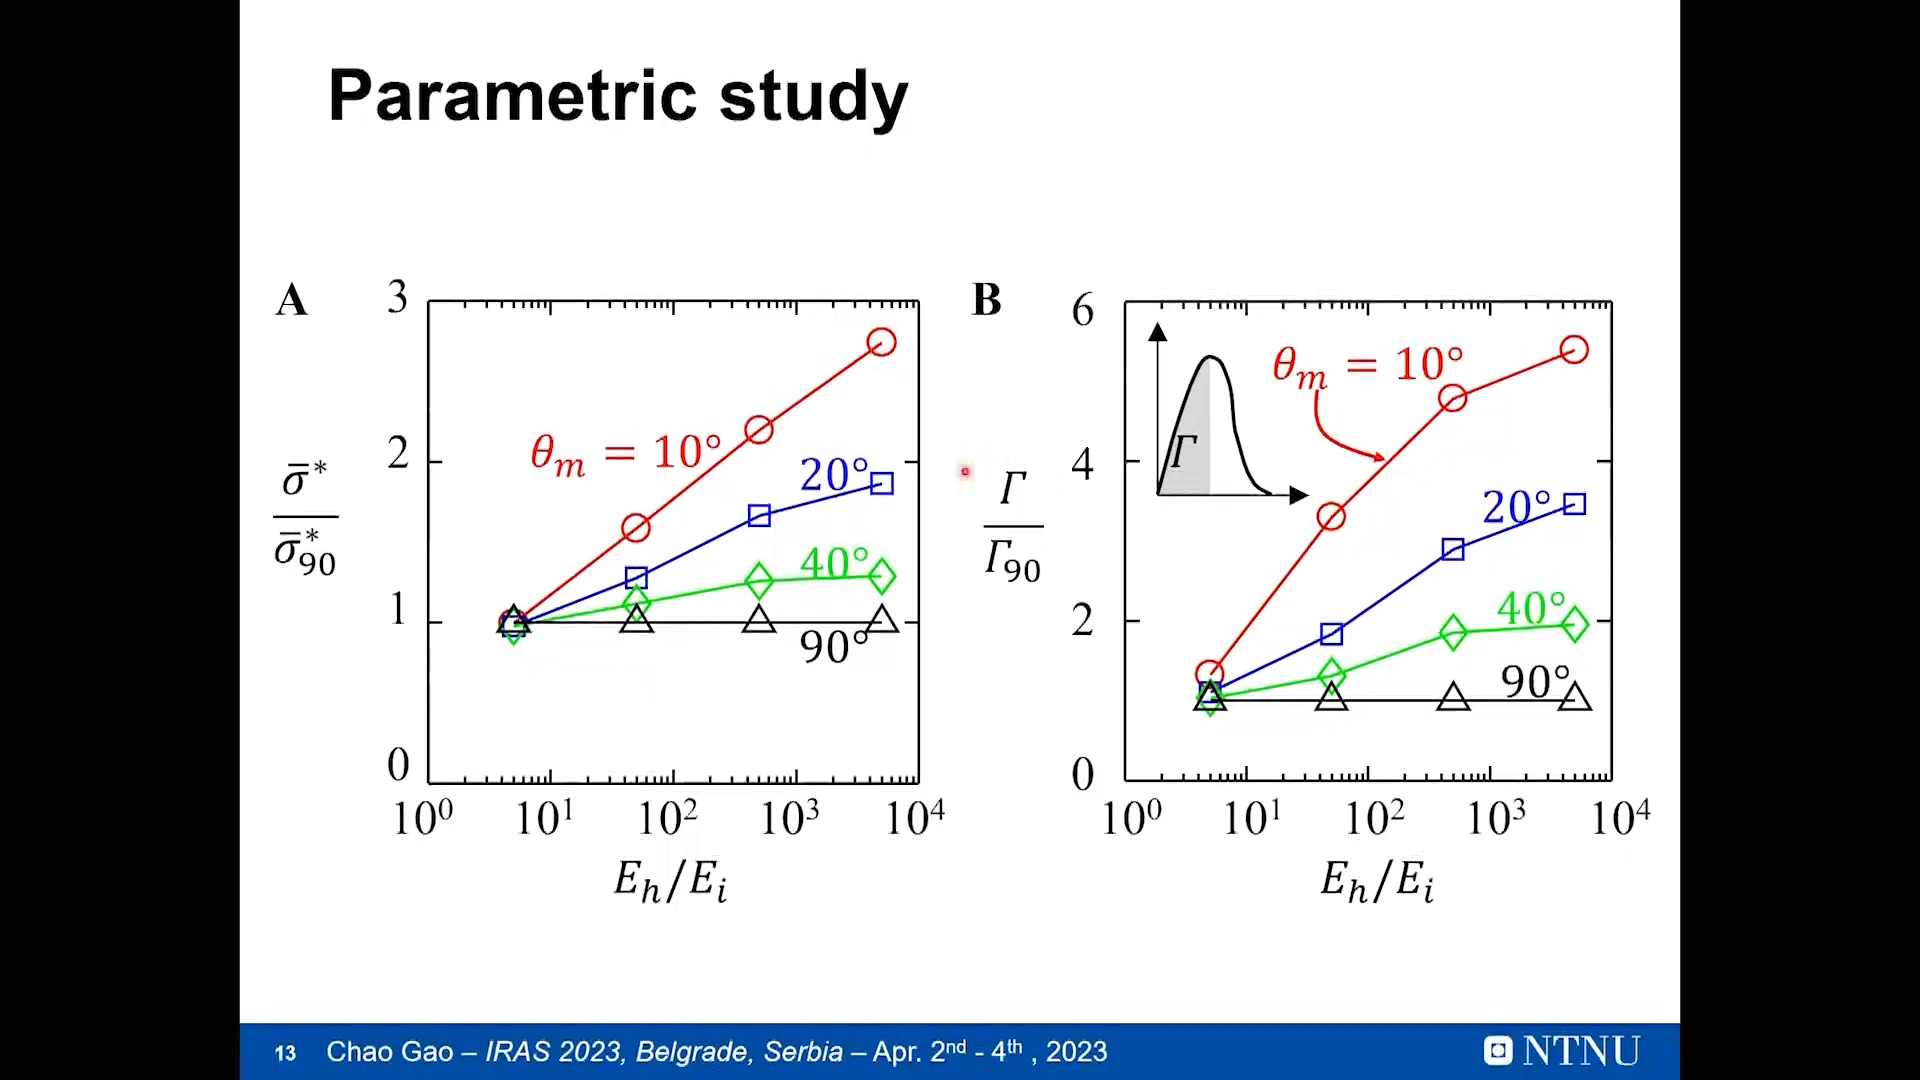 Parametric study
A
3
2
1
0
σ̄*
σ̄*₉₀
θₘ = 10°
20°
40°
90°
10⁰ 10¹ 10² 10³ 10⁴
Eₕ/Eᵢ
B
6
4
2
0
Γ
Γ₉₀
Γ
θₘ = 10°
20°
40°
90°
10⁰ 10¹ 10² 10³ 10⁴
Eₕ/Eᵢ
13 Chao Gao – IRAS 2023, Belgrade, Serbia – Apr. 2nd - 4th , 2023
NTNU